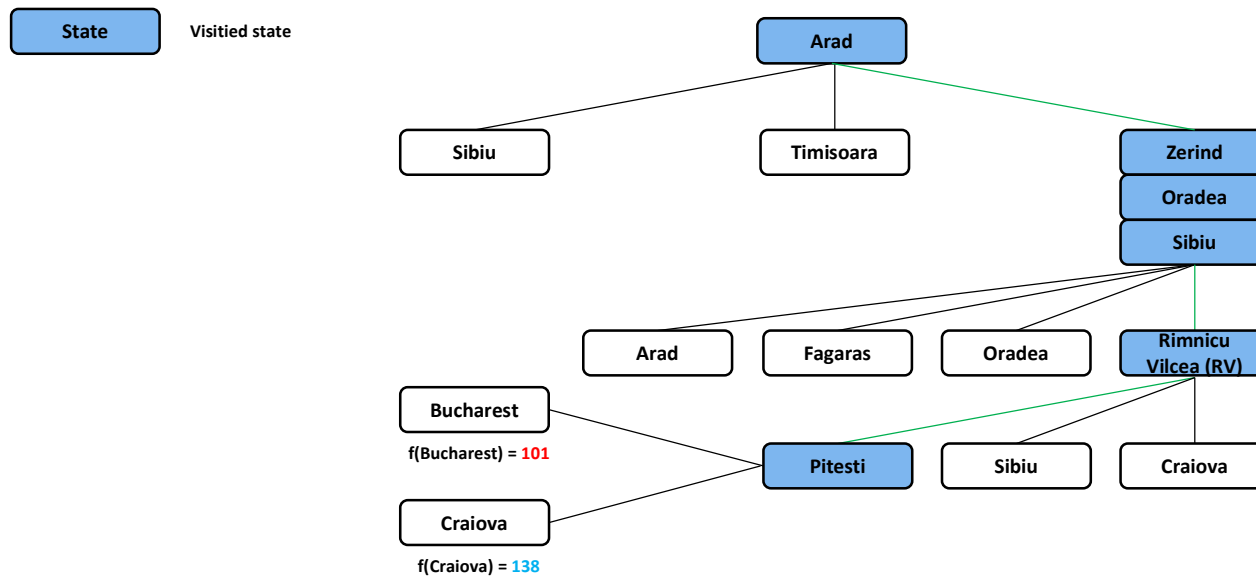 State
Visitied state
Arad
Sibiu
Timisoara
Zerind
Oradea
Sibiu
Arad
Fagaras
Oradea
Rimnicu
Vilcea (RV)
Bucharest
f(Bucharest) = 101
Pitesti
Sibiu
Craiova
Craiova
f(Craiova) = 138